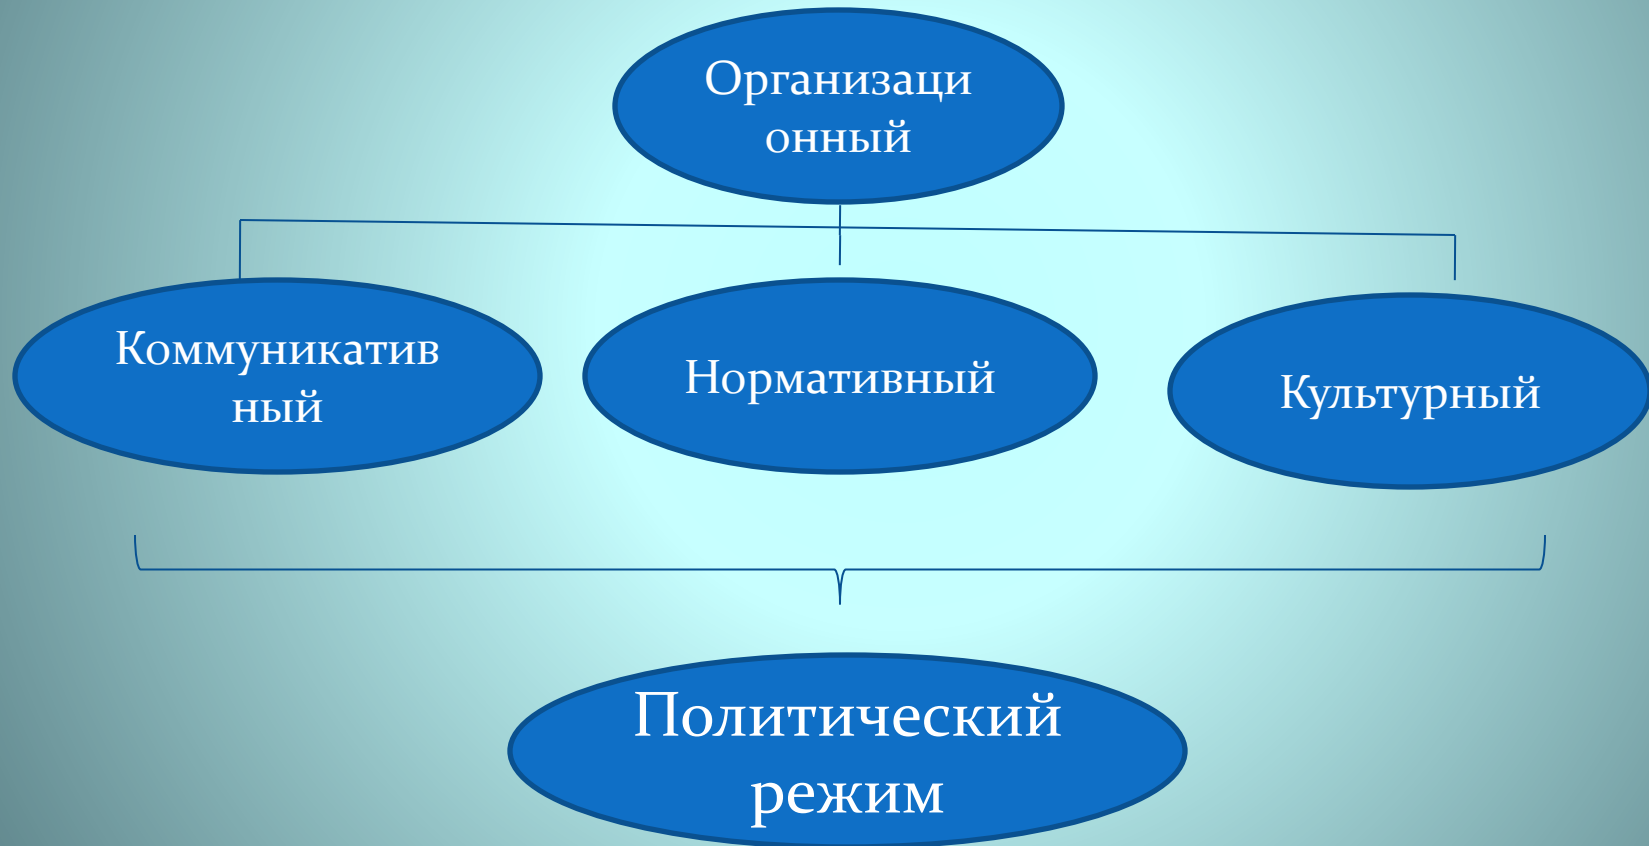 Организаци
онный
Коммуникатив
ный
Нормативный
Культурный
Политический
режим